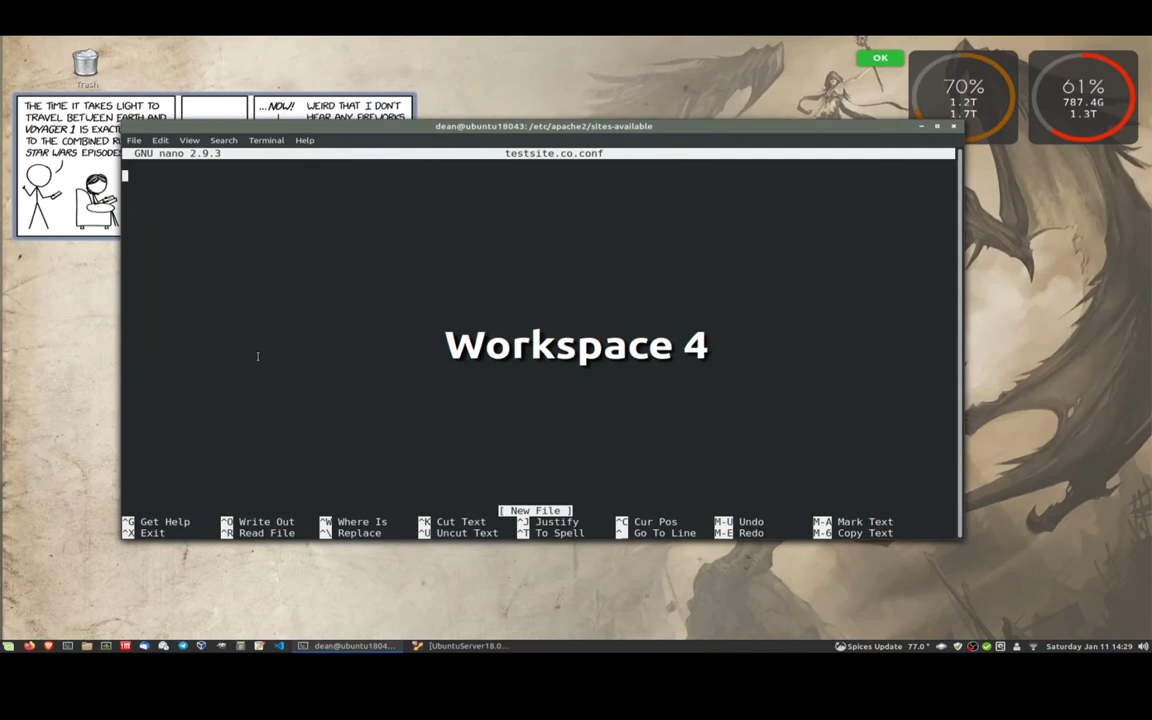 OK
70%
1.2T
1.7T
61%
787.4G
1.3T
Trash
THE TIME IT TAKES LIGHT TO
TRAVEL BETWEEN EARTH AND
VOYAGER 1 IS EXACT
TO THE COMBINED RU
STAR WARS EPISODES
...NOW!! WEIRD THAT I DON'T
HEAR ANY FIREWORKS
dean@ubuntu18043: /etc/apache2/sites-available
File Edit View Search Terminal Help
GNU nano 2.9.3 testsite.co.conf
Workspace 4
[ New File ]
^G Get Help ^O Write Out ^W Where Is ^K Cut Text ^J Justify ^C Cur Pos M-U Undo M-A Mark Text
^X Exit ^R Read File ^\ Replace ^U Uncut Text ^T To Spell ^_ Go To Line M-E Redo M-6 Copy Text
dean@ubuntu1804... [UbuntuServer18.0... Spices Update 77.0° Saturday Jan 11 14:29